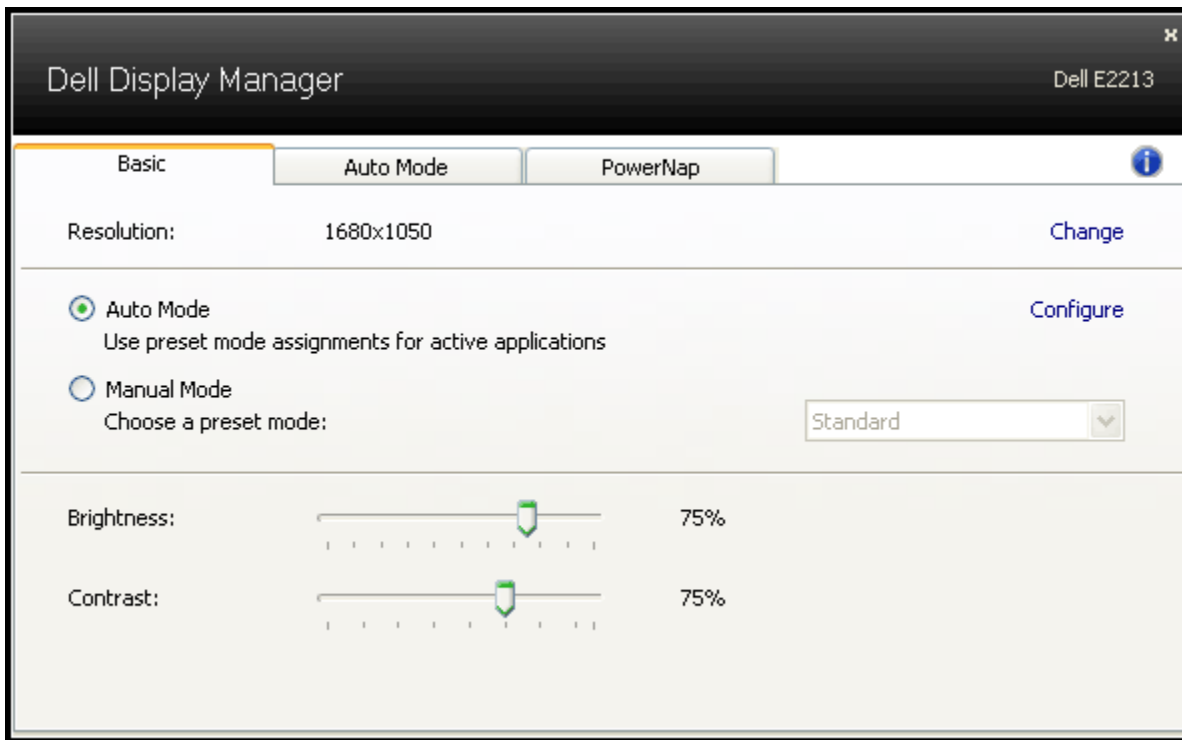 Dell Display Manager
Dell E2213
Basic
Auto Mode
PowerNap
Resolution:
1680x1050
Change
Auto Mode
Configure
Use preset mode assignments for active applications
Manual Mode
Choose a preset mode:
Standard
Brightness:
75%
Contrast:
75%